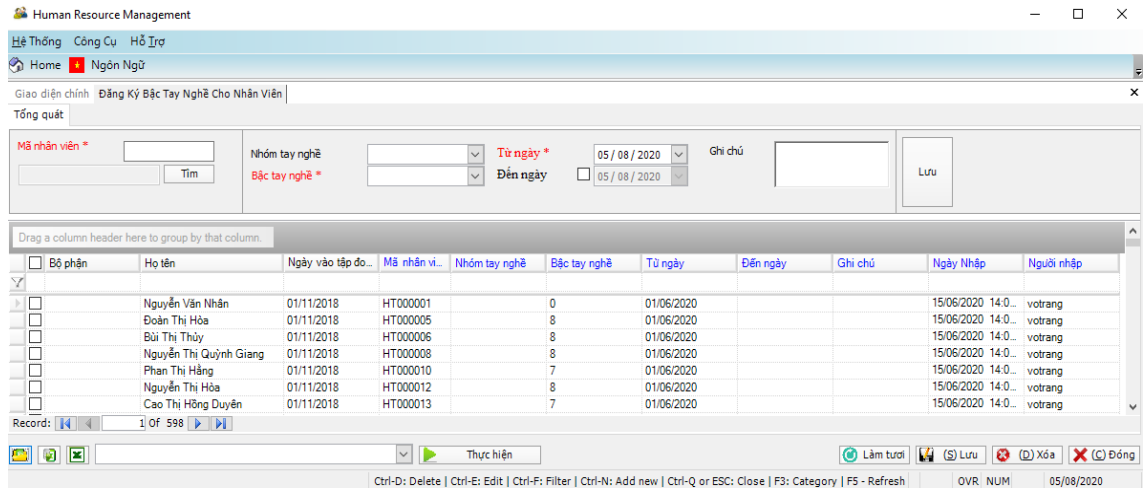 Human Resource Management
Hệ Thống Công Cụ Hỗ Trợ
Home Ngôn Ngữ
Giao diện chính Đăng Ký Bậc Tay Nghề Cho Nhân Viên
Tổng quát
Mã nhân viên *
Tìm
Nhóm tay nghề
Bậc tay nghề *
Từ ngày * 05/08/2020
Đến ngày 05/08/2020
Ghi chú
Lưu
Drag a column header here to group by that column.
Bộ phận Họ tên Ngày vào tập đo... Mã nhân vi... Nhóm tay nghề Bậc tay nghề Từ ngày Đến ngày Ghi chú Ngày Nhập Người nhập
Nguyễn Văn Nhân 01/11/2018 HT000001 0 01/06/2020 15/06/2020 14:0... votrang
Đoàn Thị Hòa 01/11/2018 HT000005 8 01/06/2020 15/06/2020 14:0... votrang
Bùi Thị Thủy 01/11/2018 HT000006 8 01/06/2020 15/06/2020 14:0... votrang
Nguyễn Thị Quỳnh Giang 01/11/2018 HT000008 8 01/06/2020 15/06/2020 14:0... votrang
Phan Thị Hằng 01/11/2018 HT000010 7 01/06/2020 15/06/2020 14:0... votrang
Nguyễn Thị Hòa 01/11/2018 HT000012 8 01/06/2020 15/06/2020 14:0... votrang
Cao Thị Hồng Duyên 01/11/2018 HT000013 7 01/06/2020 15/06/2020 14:0... votrang
Record: 1 Of 598
Thực hiện Làm tươi (S) Lưu (D) Xóa (C) Đóng
Ctrl-D: Delete | Ctrl-E: Edit | Ctrl-F: Filter | Ctrl-N: Add new | Ctrl-Q or ESC: Close | F3: Category | F5 - Refresh OVR NUM 05/08/2020